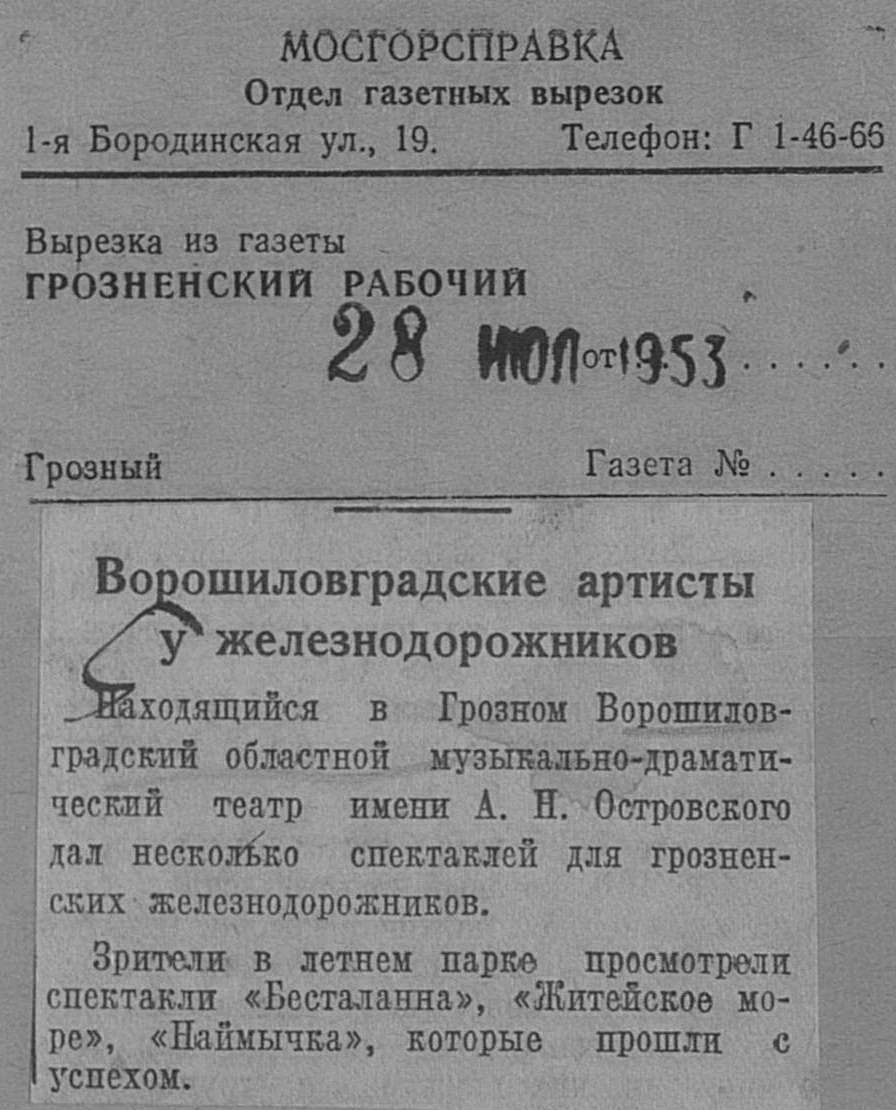 МОСГОРСПРАВКА
Отдел газетных вырезок
1-я Бородинская ул., 19. Телефон: Г 1-46-66
Вырезка из газеты
ГРОЗНЕНСКИЙ РАБОЧИЙ
28 ИЮЛ от 1953 . . . . . .
Грозный Газета № . . . . .
Ворошиловградские артисты
у железнодорожников
Находящийся в Грозном Ворошилов-
градский областной музыкально-драмати-
ческий театр имени А. Н. Островского
дал несколько спектаклей для грознен-
ских железнодорожников.
Зрители в летнем парке просмотрели
спектакли «Бесталанна», «Житейское мо-
ре», «Наймычка», которые прошли с
успехом.